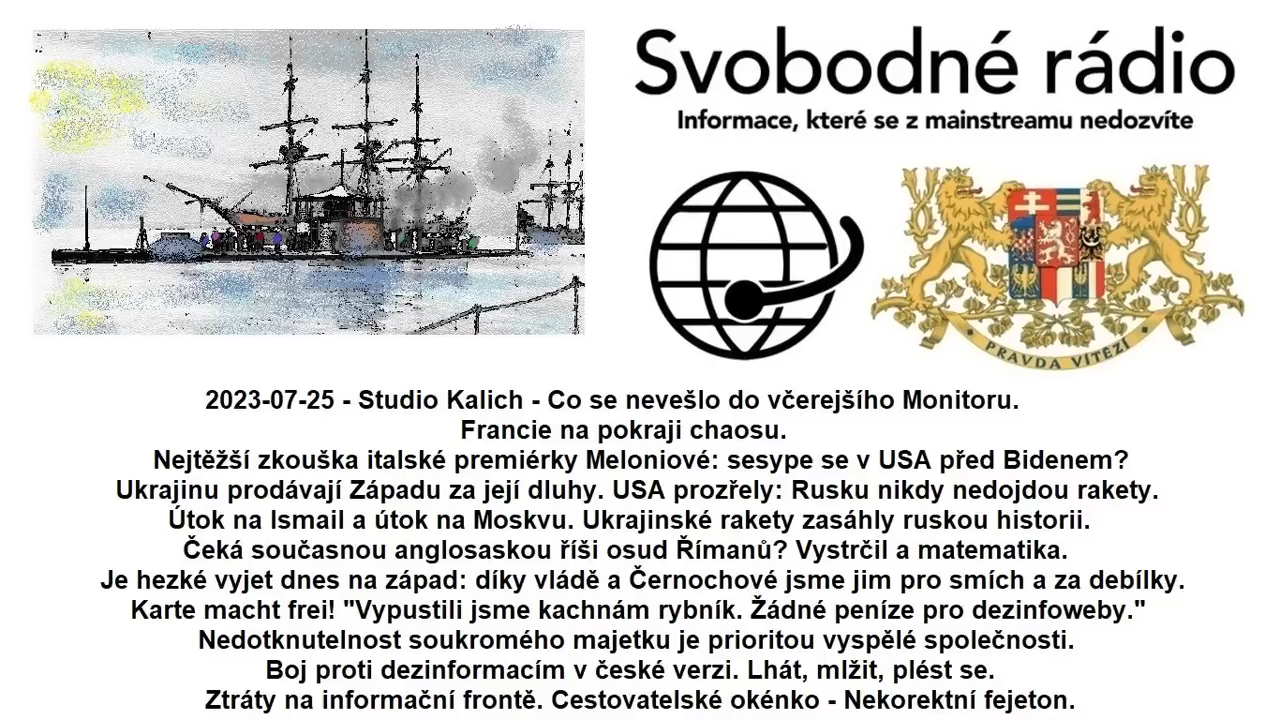 Svobodné rádio
Informace, které se z mainstreamu nedozvíte
PRAVDA VÍTĚZÍ
2023-07-25 - Studio Kalich - Co se nevešlo do včerejšího Monitoru.
Francie na pokraji chaosu.
Nejtěžší zkouška italské premiérky Meloniové: sesype se v USA před Bidenem?
Ukrajinu prodávají Západu za její dluhy. USA prozřely: Rusku nikdy nedojdou rakety.
Útok na Ismail a útok na Moskvu. Ukrajinské rakety zasáhly ruskou historii.
Čeká současnou anglosaskou říši osud Římanů? Vystrčil a matematika.
Je hezké vyjet dnes na západ: díky vládě a Černochové jsme jim pro smích a za debílky.
Karte macht frei! "Vypustili jsme kachnám rybník. Žádné peníze pro dezinfoweby."
Nedotknutelnost soukromého majetku je prioritou vyspělé společnosti.
Boj proti dezinformacím v české verzi. Lhát, mlžit, plést se.
Ztráty na informační frontě. Cestovatelské okénko - Nekorektní fejeton.